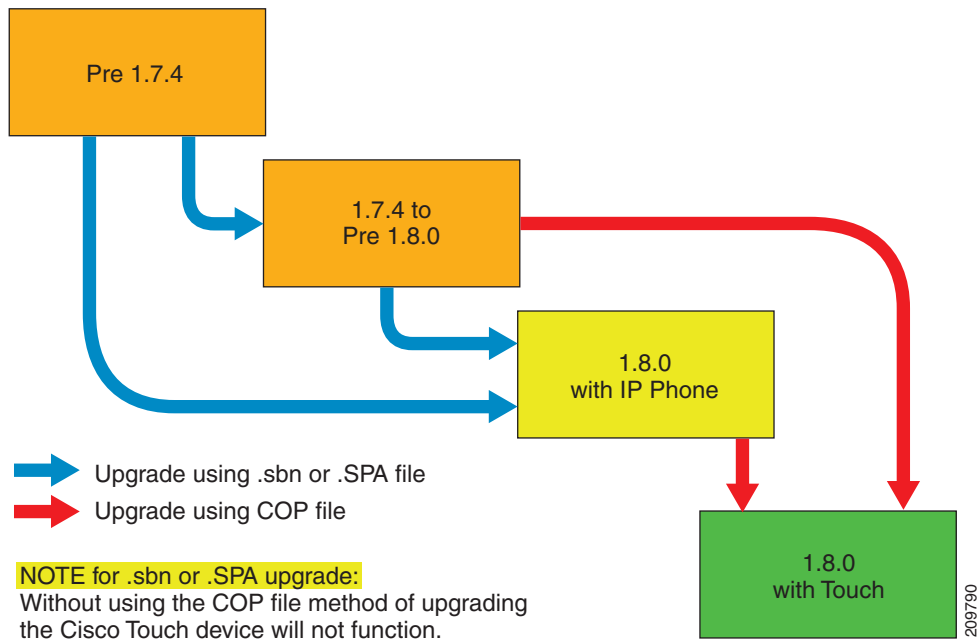 Pre 1.7.4
1.7.4 to
Pre 1.8.0
1.8.0
with IP Phone
Upgrade using .sbn or .SPA file
Upgrade using COP file
1.8.0
with Touch
NOTE for .sbn or .SPA upgrade:
Without using the COP file method of upgrading
the Cisco Touch device will not function.
209790